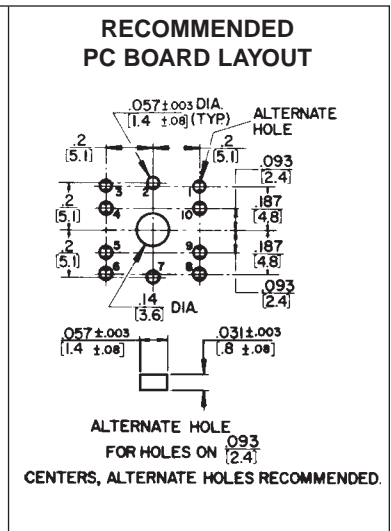 RECOMMENDED
PC BOARD LAYOUT
.057±.003 DIA.
[1.4 ±.08] (TYP.)
ALTERNATE
HOLE
.2
[5.1]
.2
[5.1]
.093
[2.4]
3 2 1
.2
[5.1]
4 10
.187
[4.8]
.2
[5.1]
5 9
.187
[4.8]
6 7 8
.093
[2.4]
.14
[3.6] DIA.
.057±.003
[1.4 ±.08]
.031±.003
[.8 ±.08]
ALTERNATE HOLE
FOR HOLES ON .093
[2.4]
CENTERS, ALTERNATE HOLES RECOMMENDED.